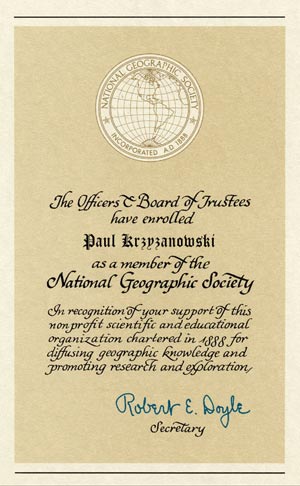 NATIONAL GEOGRAPHIC SOCIETY
INCORPORATED A.D. 1888
The Officers & Board of Trustees
have enrolled
Paul Krzyzanowski
as a member of the
National Geographic Society
In recognition of your support of this
nonprofit scientific and educational
organization chartered in 1888 for
diffusing geographic knowledge and
promoting research and exploration,
Robert E. Doyle
Secretary